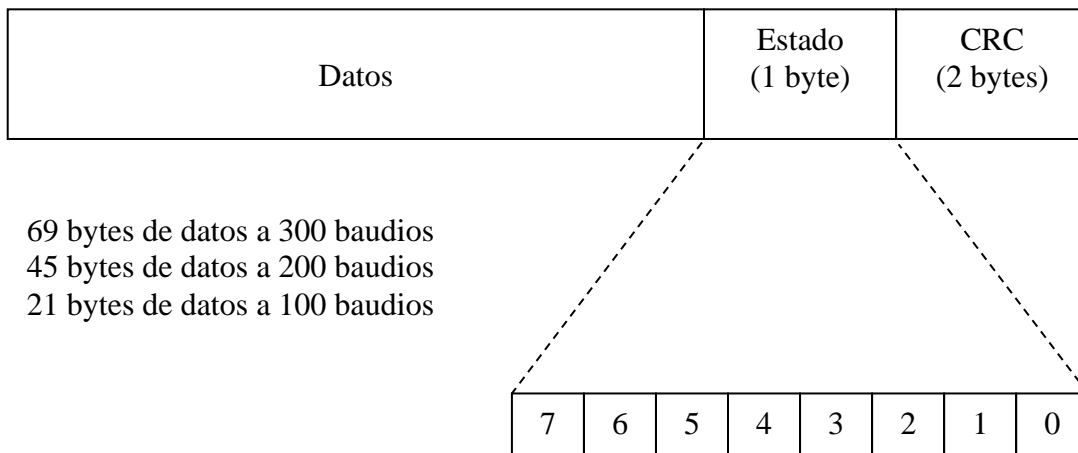 Datos
Estado
(1 byte)
CRC
(2 bytes)
69 bytes de datos a 300 baudios
45 bytes de datos a 200 baudios
21 bytes de datos a 100 baudios
7 6 5 4 3 2 1 0